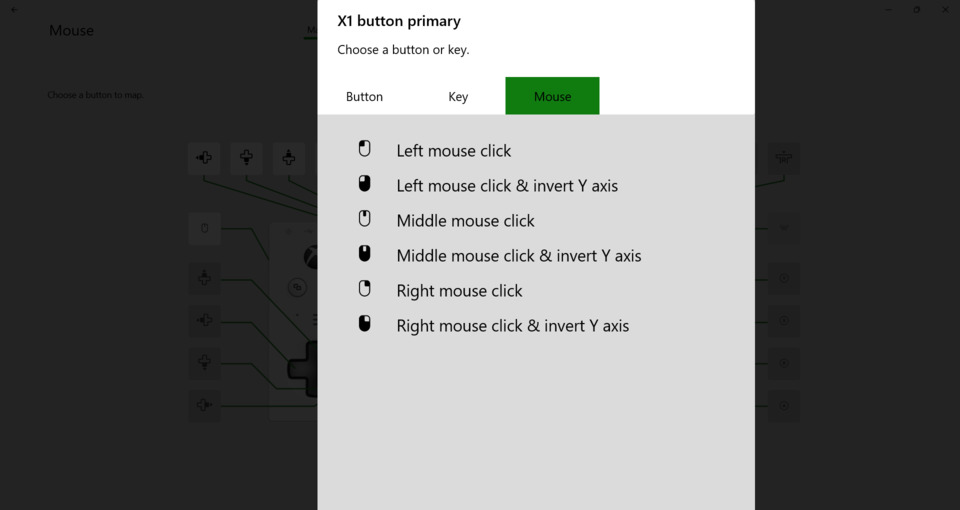 X1 button primary
Mouse
Choose a button or key.
Choose a button to map.
Button
Key
Mouse
Left mouse click
Left mouse click & invert Y axis
Middle mouse click
Middle mouse click & invert Y axis
Right mouse click
Right mouse click & invert Y axis